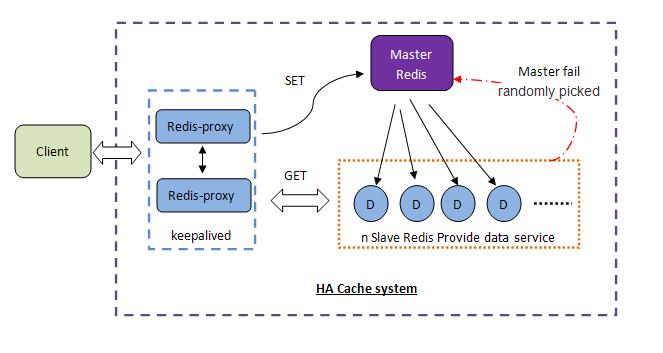 Master
Redis
SET
Master fail
randomly picked
Redis-proxy
Client
GET
Redis-proxy
D D D D
keepalived
n Slave Redis Provide data service
HA Cache system